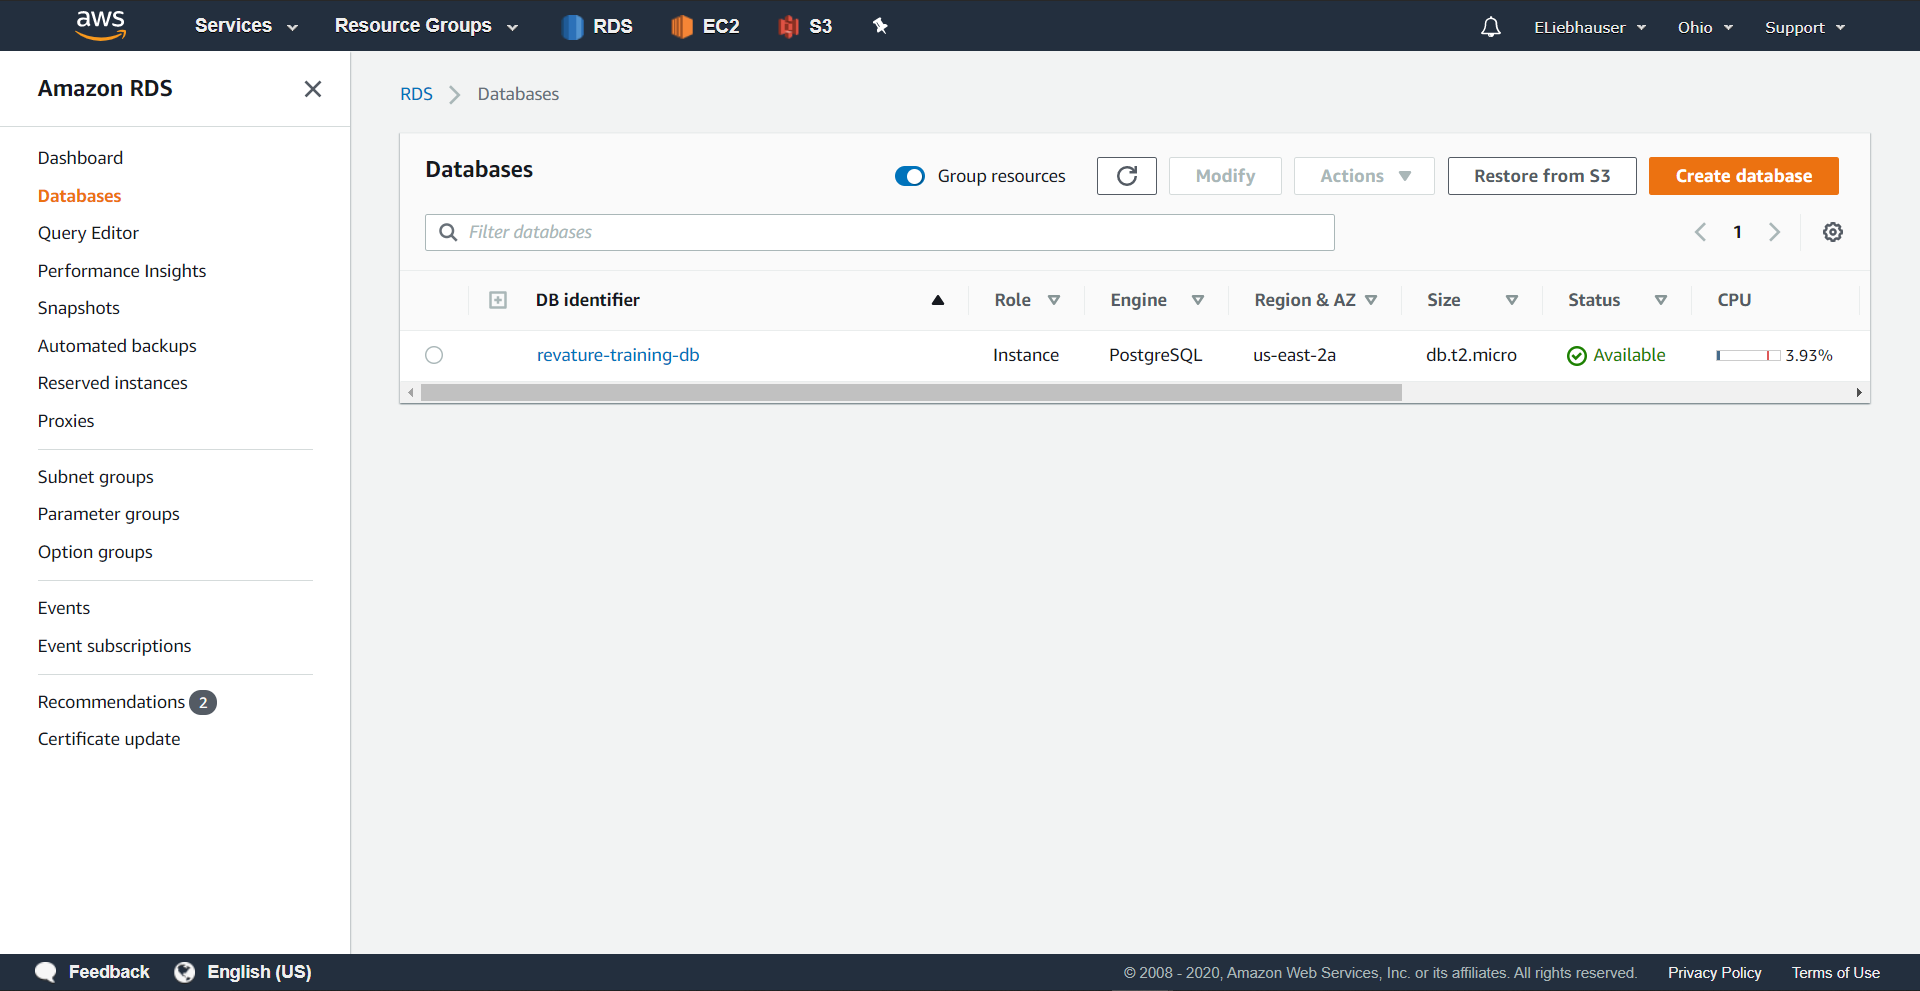 aws Services Resource Groups RDS EC2 S3 ELiebhauser Ohio Support
Amazon RDS
Dashboard
Databases
Query Editor
Performance Insights
Snapshots
Automated backups
Reserved instances
Proxies
Subnet groups
Parameter groups
Option groups
Events
Event subscriptions
Recommendations 2
Certificate update
RDS Databases
Databases Group resources Modify Actions Restore from S3 Create database
Filter databases 1
DB identifier Role Engine Region & AZ Size Status CPU
revature-training-db Instance PostgreSQL us-east-2a db.t2.micro Available 3.93%
Feedback English (US) © 2008 - 2020, Amazon Web Services, Inc. or its affiliates. All rights reserved. Privacy Policy Terms of Use